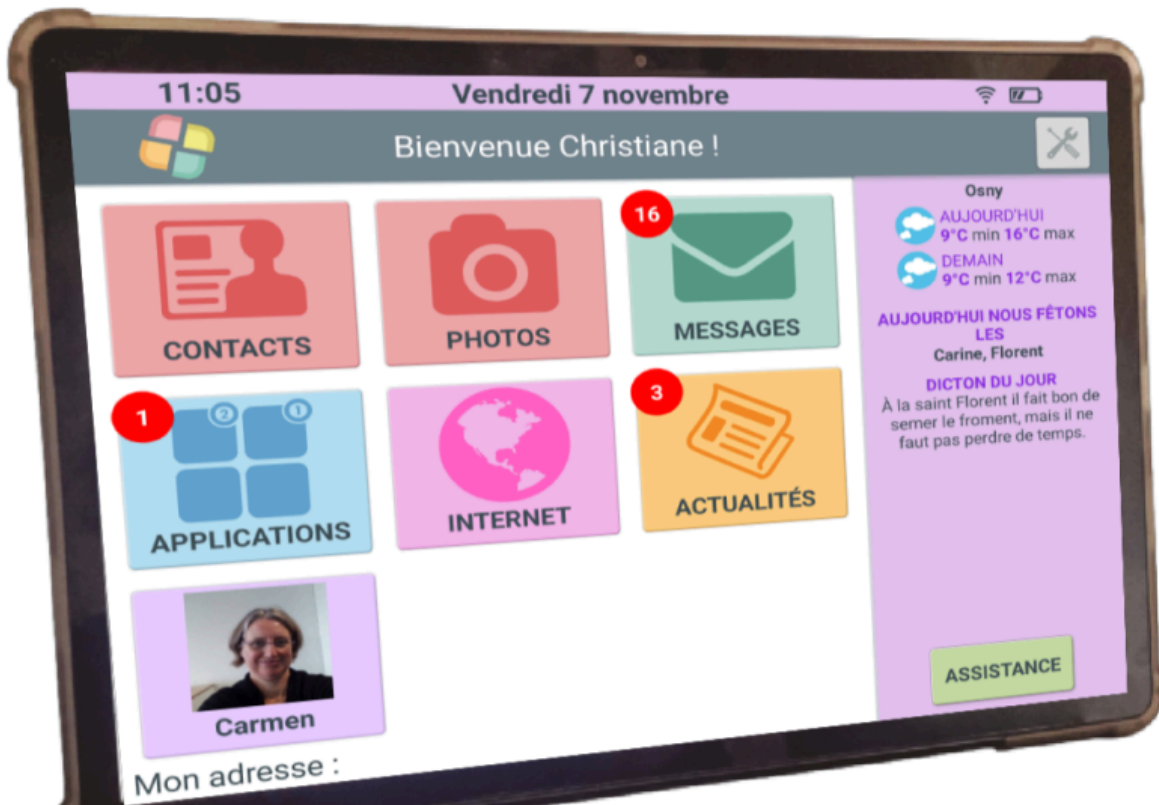 11:05 Vendredi 7 novembre
Bienvenue Christiane !
CONTACTS
PHOTOS
16
MESSAGES
1
2
1
APPLICATIONS
INTERNET
3
ACTUALITÉS
Carmen
Mon adresse :
Osny
AUJOURD'HUI
9°C min 16°C max
DEMAIN
9°C min 12°C max
AUJOURD'HUI NOUS FÊTONS
LES
Carine, Florent
DICTON DU JOUR
À la saint Florent il fait bon de
semer le froment, mais il ne
faut pas perdre de temps.
ASSISTANCE